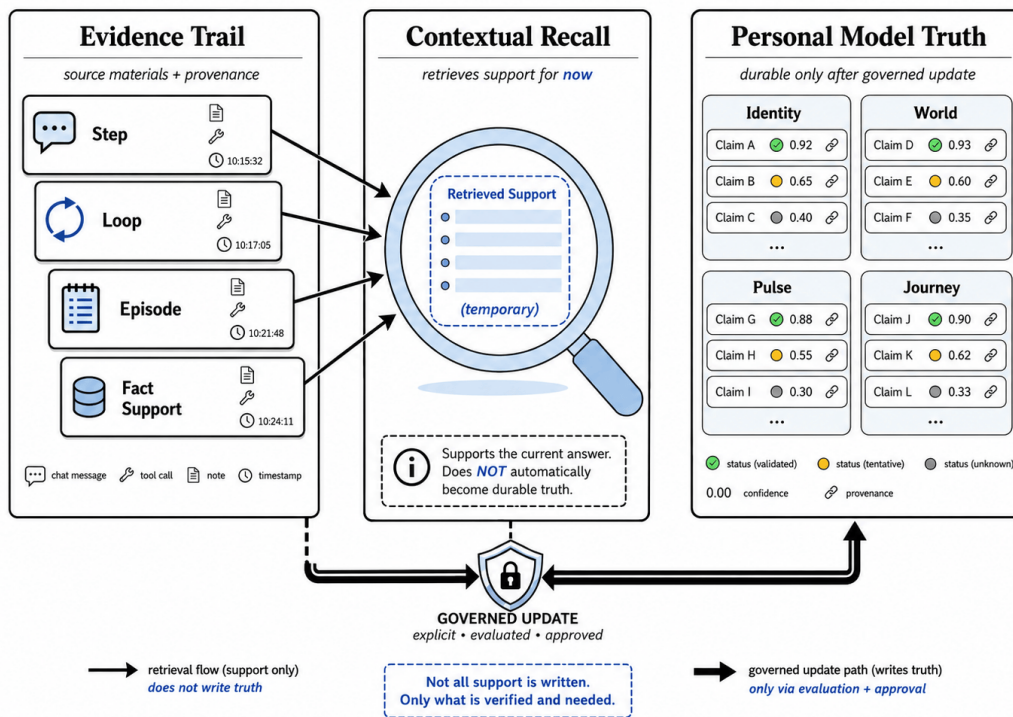 Evidence Trail
source materials + provenance
Step
10:15:32
Loop
10:17:05
Episode
10:21:48
Fact
Support
10:24:11
chat message
tool call
note
timestamp
Contextual Recall
retrieves support for now
Retrieved Support
(temporary)
Supports the current answer.
Does NOT automatically
become durable truth.
Personal Model Truth
durable only after governed update
Identity
Claim A 0.92
Claim B 0.65
Claim C 0.40
...
World
Claim D 0.93
Claim E 0.60
Claim F 0.35
...
Pulse
Claim G 0.88
Claim H 0.55
Claim I 0.30
...
Journey
Claim J 0.90
Claim K 0.62
Claim L 0.33
...
status (validated)
status (tentative)
status (unknown)
0.00 confidence
provenance
GOVERNED UPDATE
explicit • evaluated • approved
retrieval flow (support only)
does not write truth
Not all support is written.
Only what is verified and needed.
governed update path (writes truth)
only via evaluation + approval